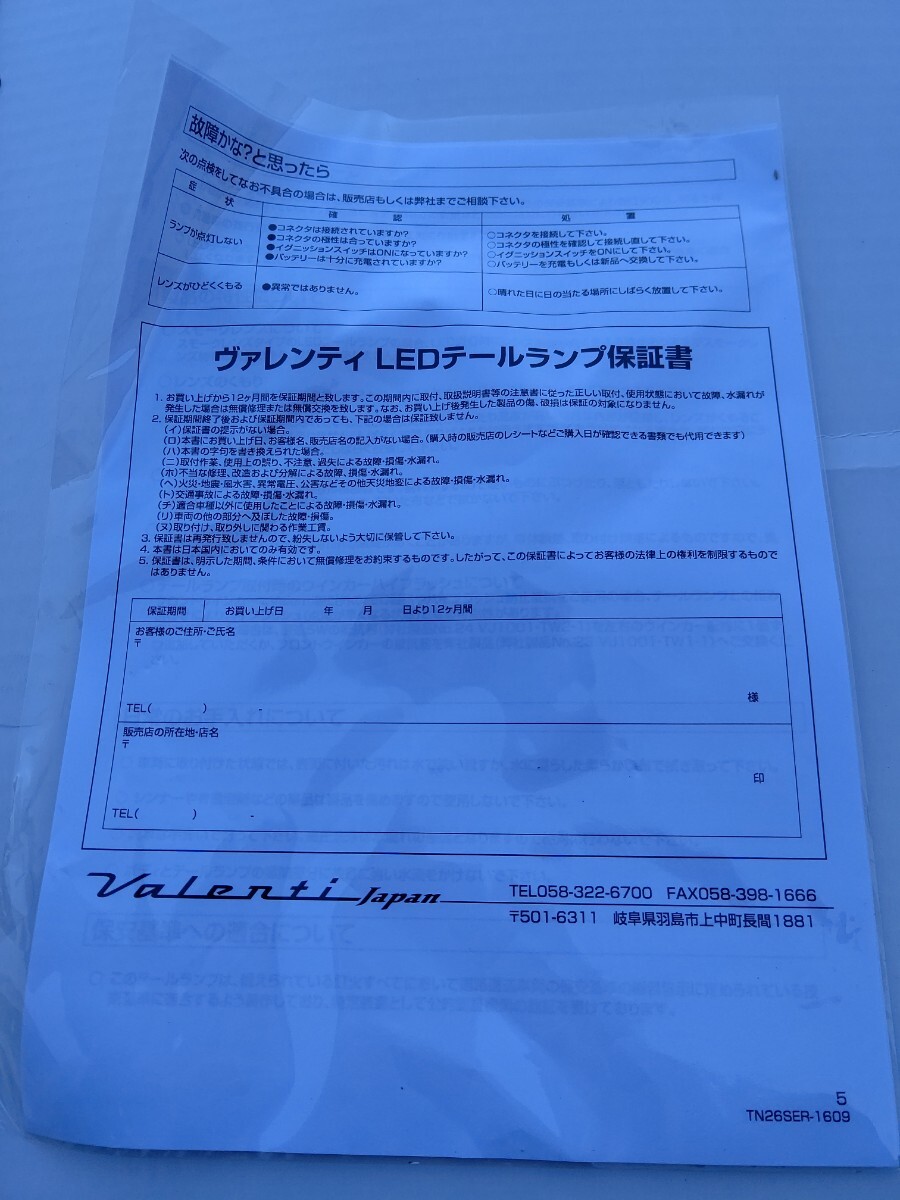 故障かな?と思ったら
次の点検をしてなお不具合の場合は、販売店もしくは弊社までご相談下さい。
症状 確認 処置
ランプが点灯しない
●コネクタは接続されていますか?
●コネクタの極性は合っていますか?
●イグニッションスイッチはONになっていますか?
●バッテリーは十分に充電されていますか?
○コネクタを接続して下さい。
○コネクタの極性を確認して接続し直して下さい。
○イグニッションスイッチをONにして下さい。
○バッテリーを充電もしくは新品へ交換して下さい。
レンズがひどくくもる ●異常ではありません。 ○晴れた日に日の当たる場所にしばらく放置して下さい。
ヴァレンティ LEDテールランプ保証書
1. お買い上げから12ヶ月間を保証期間と致します。この期間内に取付、取扱説明書等の注意書に従った正しい取付、使用状態において故障、水漏れが
発生した場合は無償修理または無償交換を致します。なお、お買い上げ後発生した製品の傷、破損は保証の対象になりません。
2. 保証期間終了後および保証期間内であっても、下記の場合は保証致しません。
(イ)保証書の提示がない場合。
(ロ)本書にお買い上げ日、お客様名、販売店名の記入がない場合。(購入時の販売店のレシートなどご購入日が確認できる書類でも代用できます)
(ハ)本書の字句を書き換えられた場合。
(ニ)取付作業、使用上の誤り、不注意、過失による故障・損傷・水漏れ。
(ホ)不当な修理、改造および分解による故障、損傷・水漏れ。
(ヘ)火災・地震・風水害、異常電圧、公害などその他天災地変による故障・損傷・水漏れ。
(ト)交通事故による故障・損傷・水漏れ。
(チ)適合車種以外に使用したことによる故障・損傷・水漏れ。
(リ)車両の他の部分へ及ぼした故障・損傷。
(ヌ)取り付け、取り外しに関わる作業工賃。
3. 保証書は再発行致しませんので、紛失しないよう大切に保管して下さい。
4. 本書は日本国内においてのみ有効です。
5. 保証書は、明示した期間、条件において無償修理をお約束するものです。したがって、この保証書によってお客様の法律上の権利を制限するもので
はありません。
保証期間 お買い上げ日 年 月 日より12ヶ月間
お客様のご住所・ご氏名
〒
様
TEL( ) -
販売店の所在地・店名
〒
印
TEL( ) -
Valenti Japan
TEL058-322-6700 FAX058-398-1666
〒501-6311 岐阜県羽島市上中町長間1881
5
TN26SER-1609